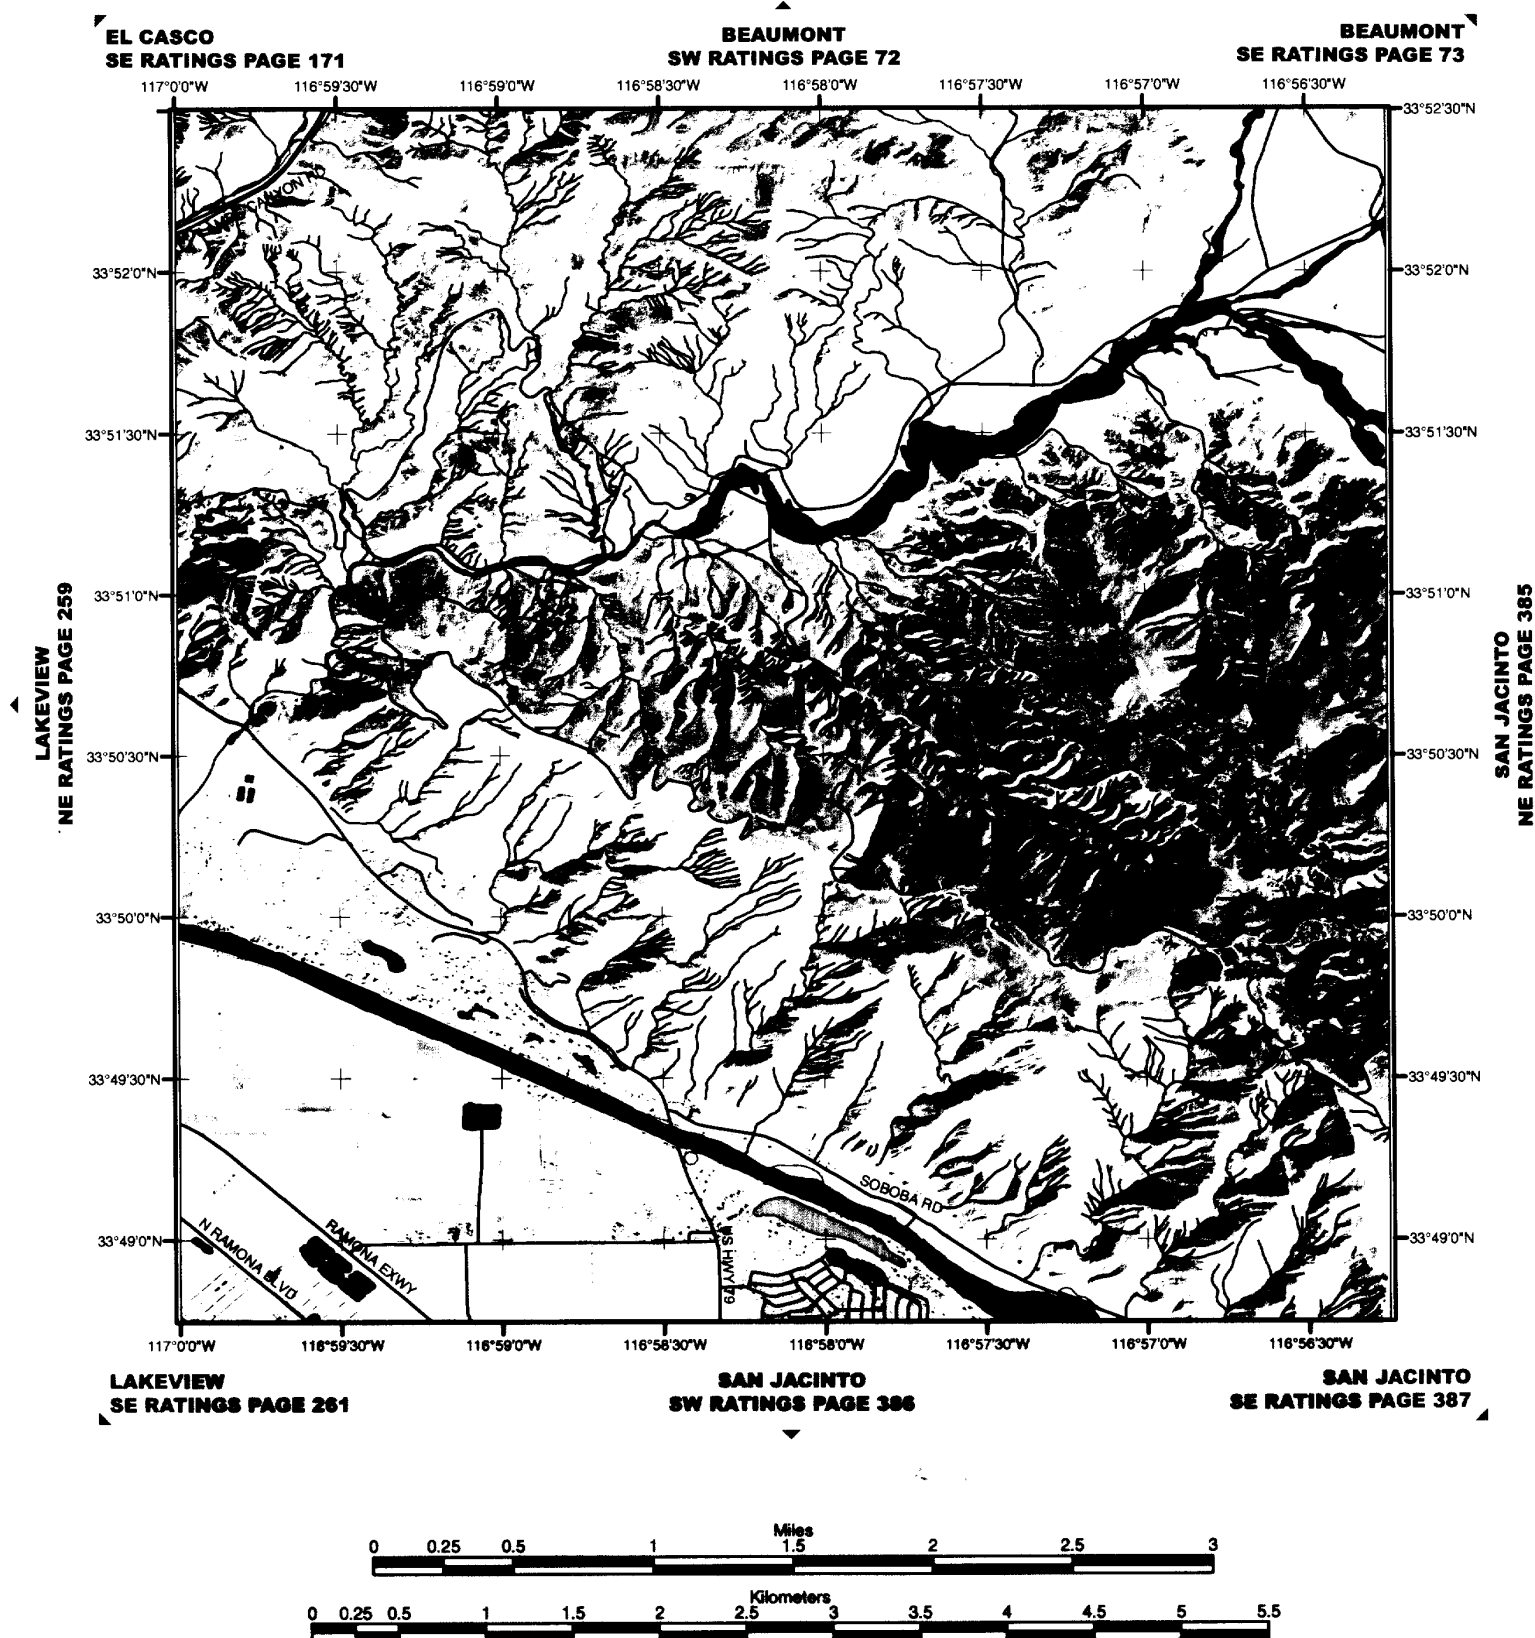 EL CASCO
SE RATINGS PAGE 171
BEAUMONT
SW RATINGS PAGE 72
BEAUMONT
SE RATINGS PAGE 73
117°0'0"W
116°59'30"W
116°59'0"W
116°58'30"W
116°58'0"W
116°57'30"W
116°57'0"W
116°56'30"W
33°52'30"N
CANYON RD
33°52'0"N
33°52'0"N
33°51'30"N
33°51'30"N
33°51'0"N
33°51'0"N
LAKEVIEW
NE RATINGS PAGE 259
SAN JACINTO
NE RATINGS PAGE 385
33°50'30"N
33°50'30"N
33°50'0"N
33°50'0"N
33°49'30"N
33°49'30"N
SOBOBA RD
33°49'0"N
33°49'0"N
N RAMONA BLVD
RAMONA EXWY
US HWY 79
117°0'0"W
116°59'30"W
116°59'0"W
116°58'30"W
116°58'0"W
116°57'30"W
116°57'0"W
116°56'30"W
LAKEVIEW
SE RATINGS PAGE 261
SAN JACINTO
SW RATINGS PAGE 386
SAN JACINTO
SE RATINGS PAGE 387
Miles
0 0.25 0.5 1 1.5 2 2.5 3
Kilometers
0 0.25 0.5 1 1.5 2 2.5 3 3.5 4 4.5 5 5.5